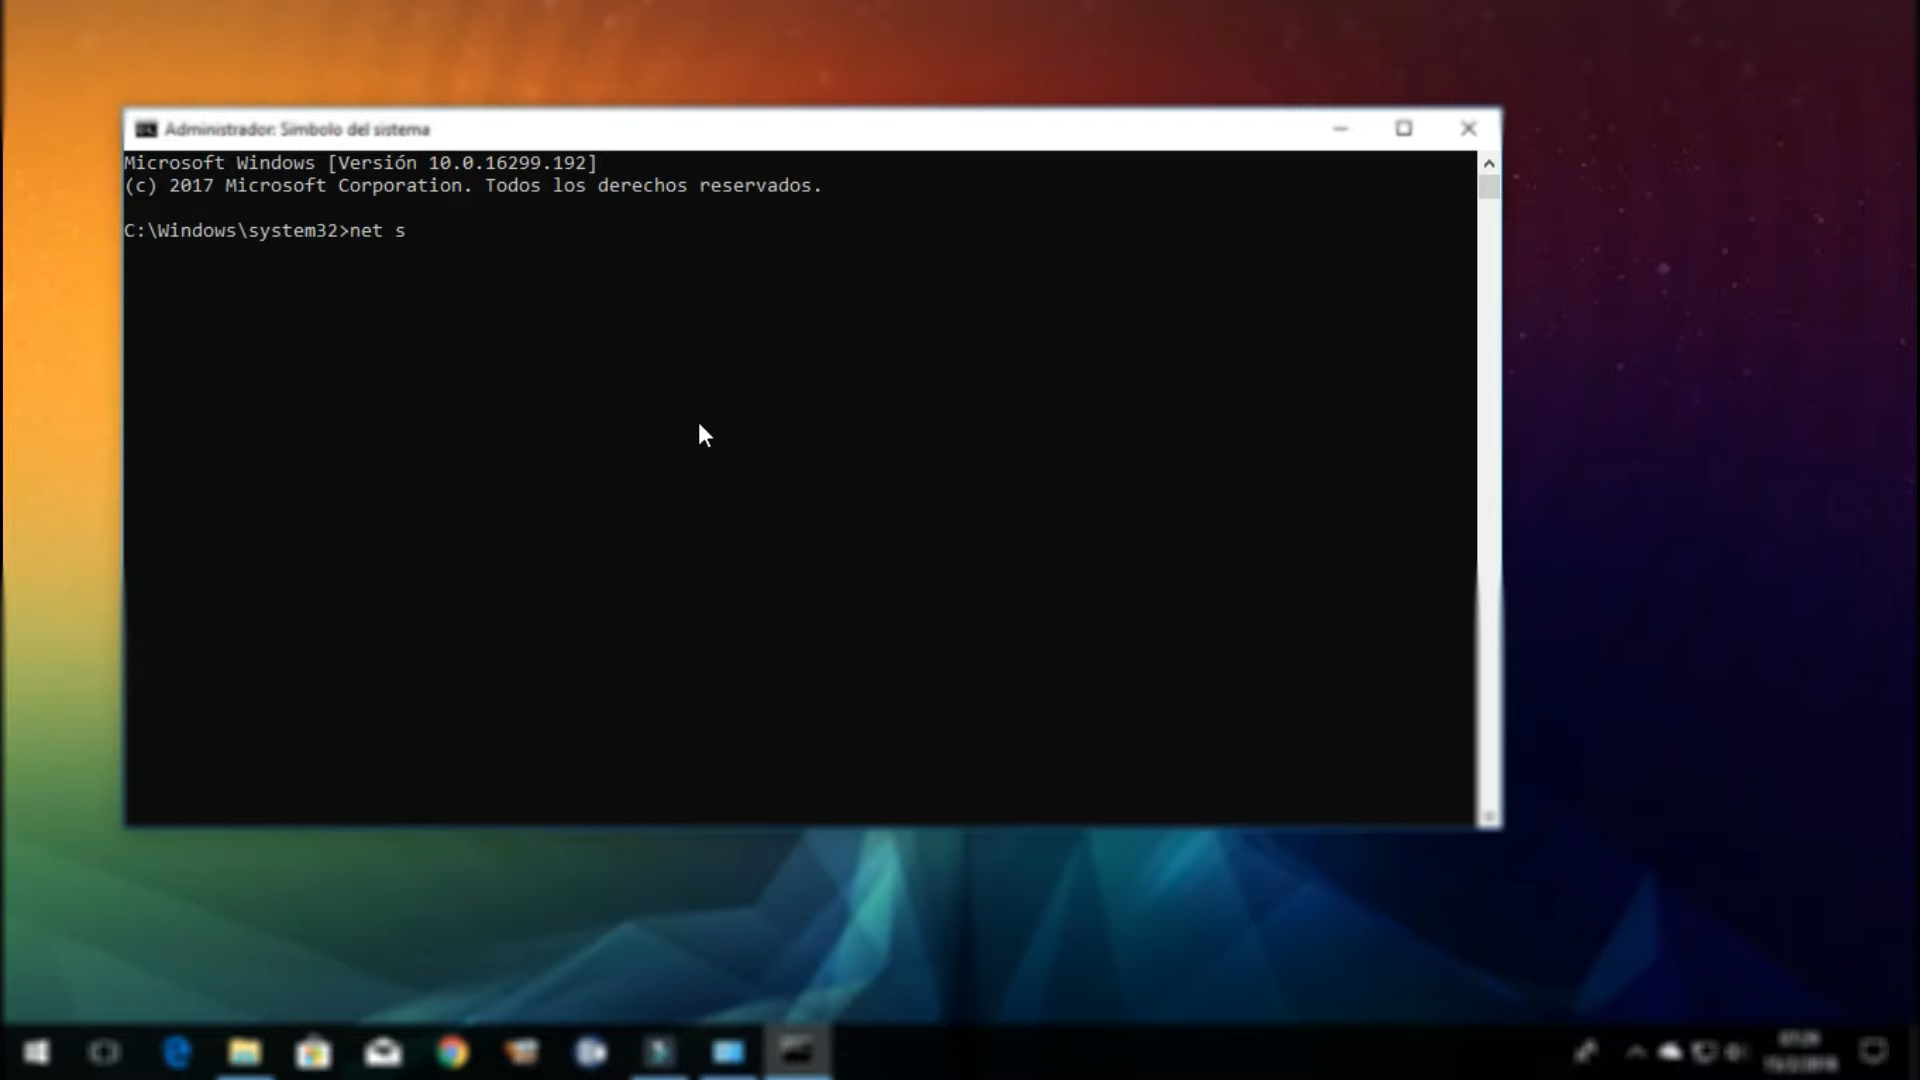 Administrador: Símbolo del sistema
Microsoft Windows [Versión 10.0.16299.192]
(c) 2017 Microsoft Corporation. Todos los derechos reservados.
C:\Windows\system32>net s